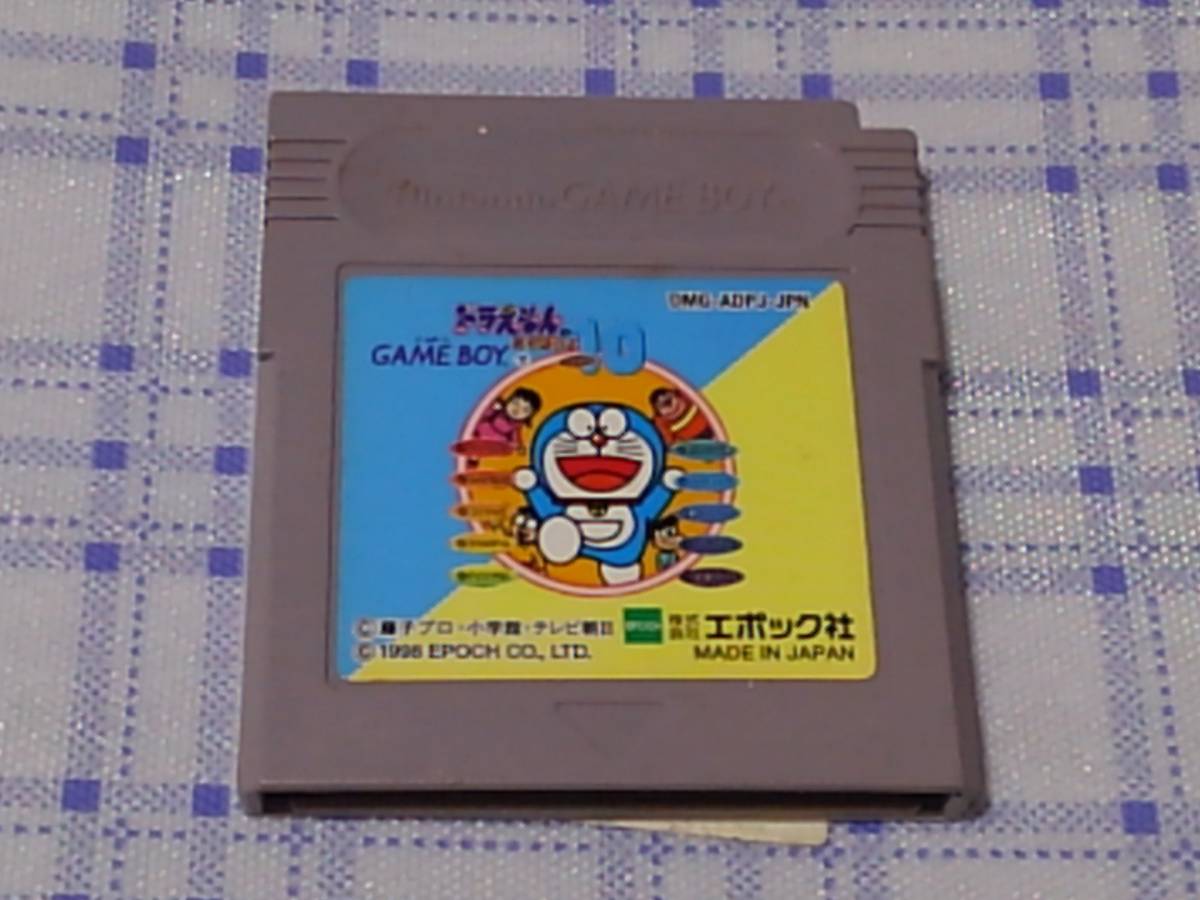 Nintendo GAME BOY
DMG-ADPJ-JPN
ドラえもん
GAME BOY
10
© 藤子プロ・小学館・テレビ朝日
© 1998 EPOCH CO., LTD.
EPOCH
株式会社 エポック社
MADE IN JAPAN